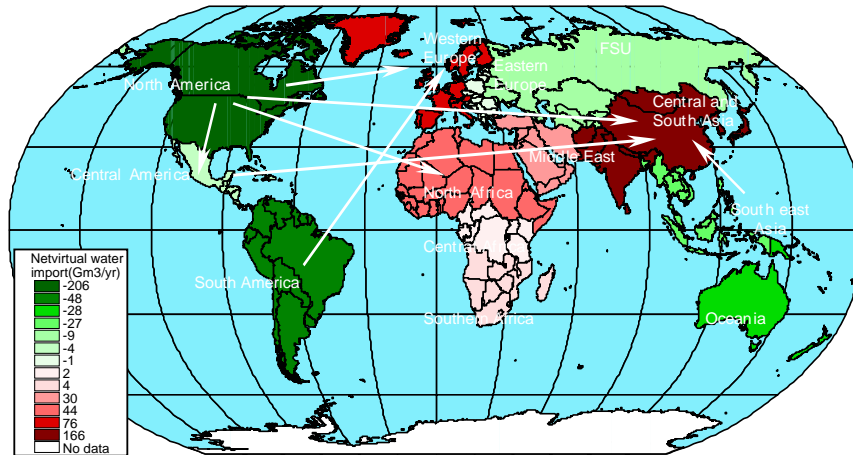 Western
Europe
FSU
Eastern
Europe
North America
Central and
South Asia
Middle East
Central America
North Africa
South east
Asia
Central Africa
South America
Southern Africa
Oceania
Netvirtual water
import(Gm3/yr)
-206
-48
-28
-27
-9
-4
-1
2
4
30
44
76
166
No data